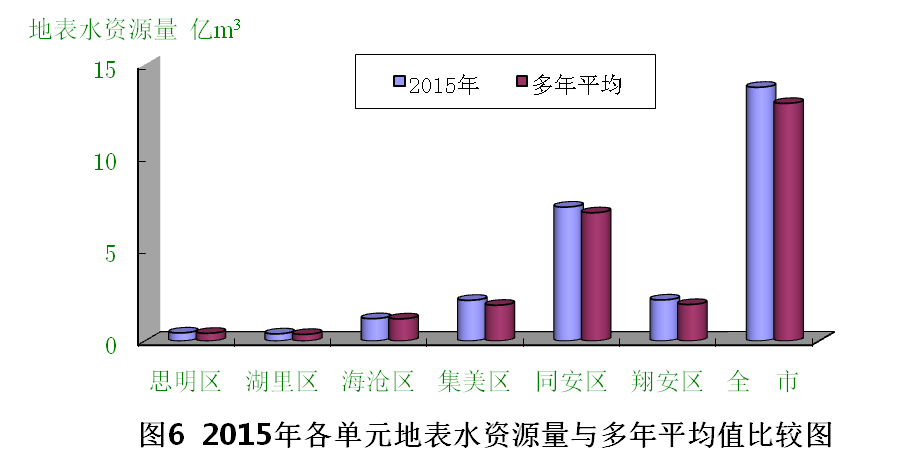 地表水资源量 亿m³
15
10
5
0
2015年 多年平均
思明区 湖里区 海沧区 集美区 同安区 翔安区 全 市
图6 2015年各单元地表水资源量与多年平均值比较图